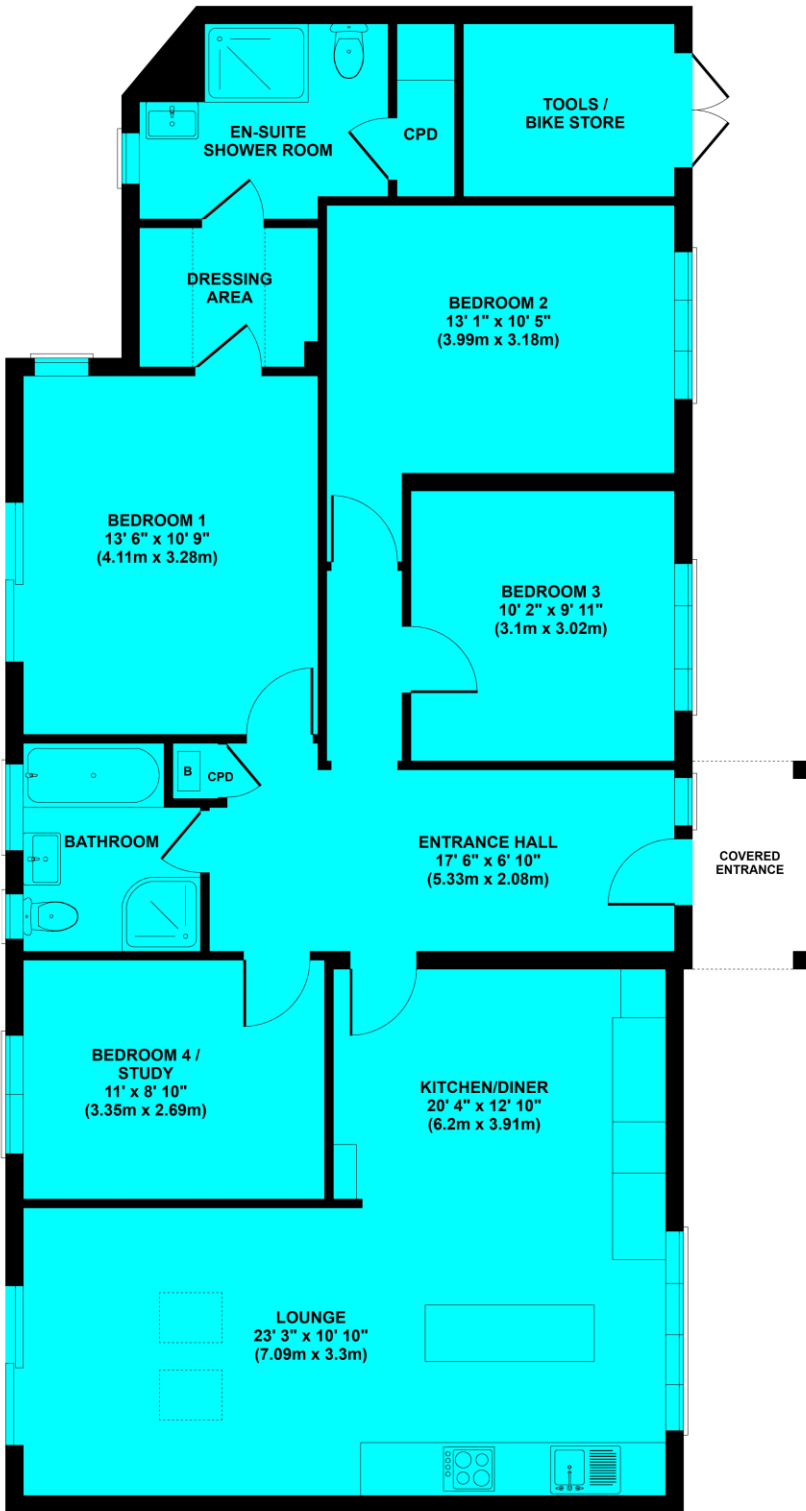 EN-SUITE
SHOWER ROOM
CPD
TOOLS /
BIKE STORE
DRESSING
AREA
BEDROOM 2
13' 1" x 10' 5"
(3.99m x 3.18m)
BEDROOM 1
13' 6" x 10' 9"
(4.11m x 3.28m)
BEDROOM 3
10' 2" x 9' 11"
(3.1m x 3.02m)
B
CPD
BATHROOM
ENTRANCE HALL
17' 6" x 6' 10"
(5.33m x 2.08m)
COVERED
ENTRANCE
BEDROOM 4 /
STUDY
11' x 8' 10"
(3.35m x 2.69m)
KITCHEN/DINER
20' 4" x 12' 10"
(6.2m x 3.91m)
LOUNGE
23' 3" x 10' 10"
(7.09m x 3.3m)